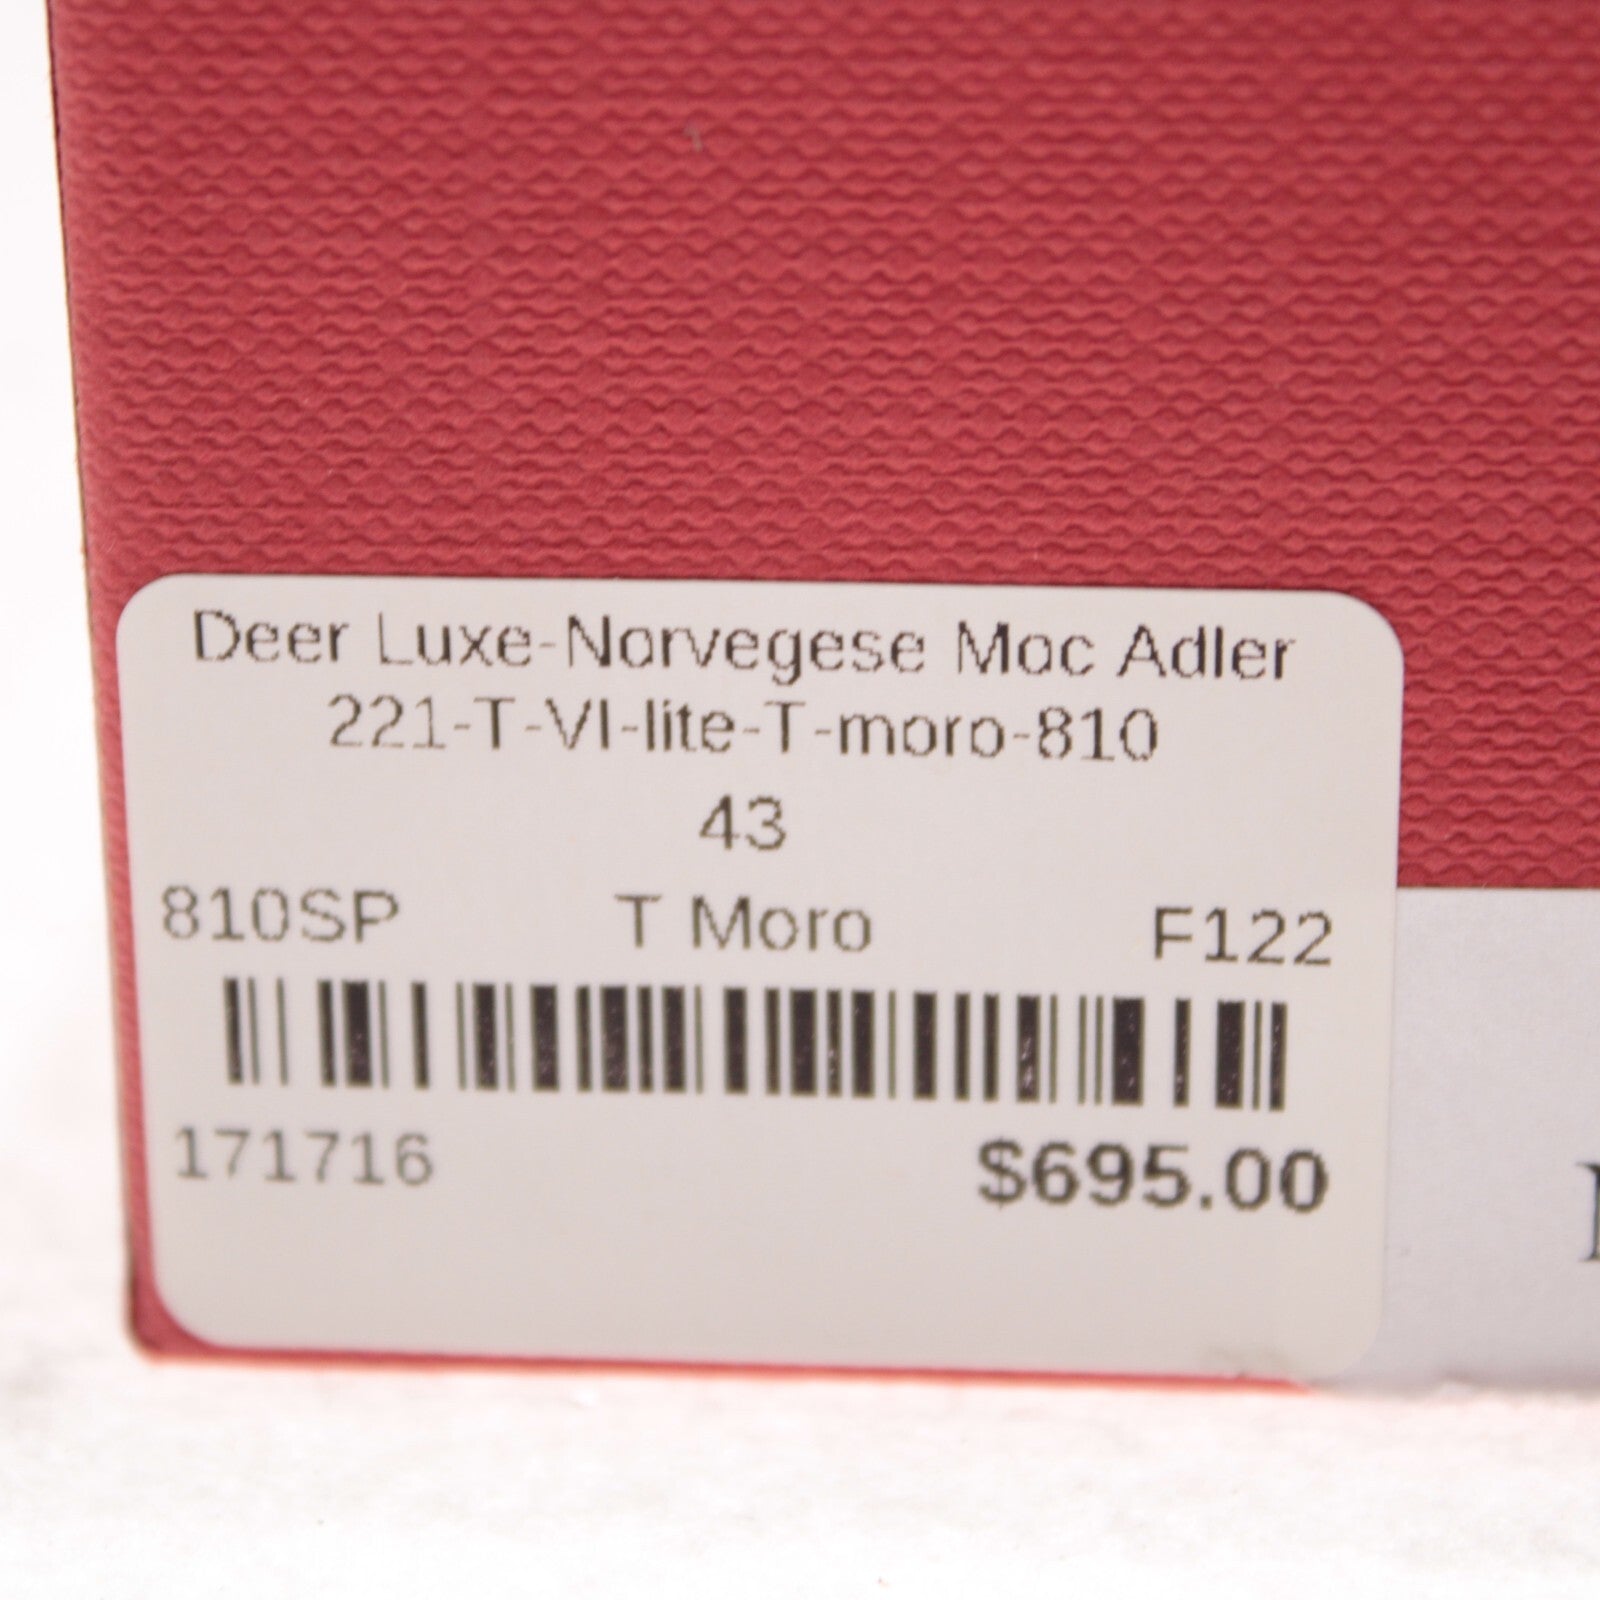 Deer Luxe-Norvegese Moc Adler
221-T-VI-lite-T-moro-810
43
810SP T Moro F122
171716 $695.00